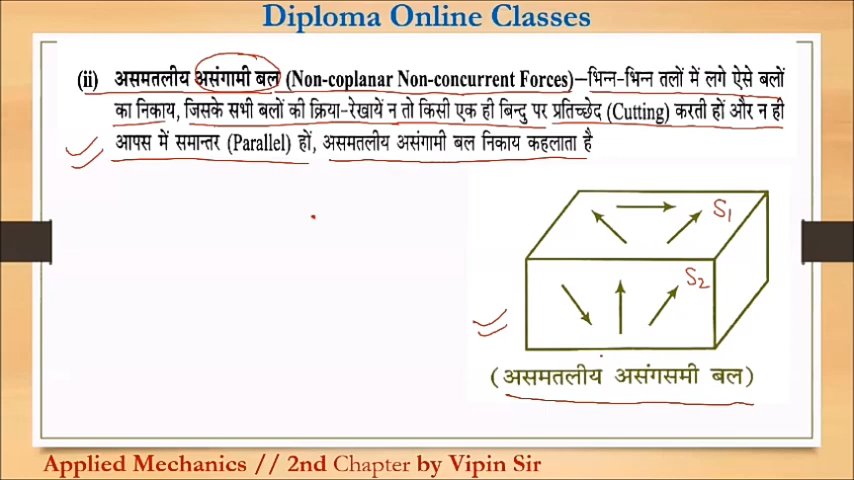 Diploma Online Classes
(ii) असमतलीय असंगामी बल (Non-coplanar Non-concurrent Forces)–भिन्न-भिन्न तलों में लगे ऐसे बलों
का निकाय, जिसके सभी बलों की क्रिया-रेखायें न तो किसी एक ही बिन्दु पर प्रतिच्छेद (Cutting) करती हों और न ही
आपस में समान्तर (Parallel) हों, असमतलीय असंगामी बल निकाय कहलाता है
S1
S2
(असमतलीय असंगसमी बल)
Applied Mechanics // 2nd Chapter by Vipin Sir